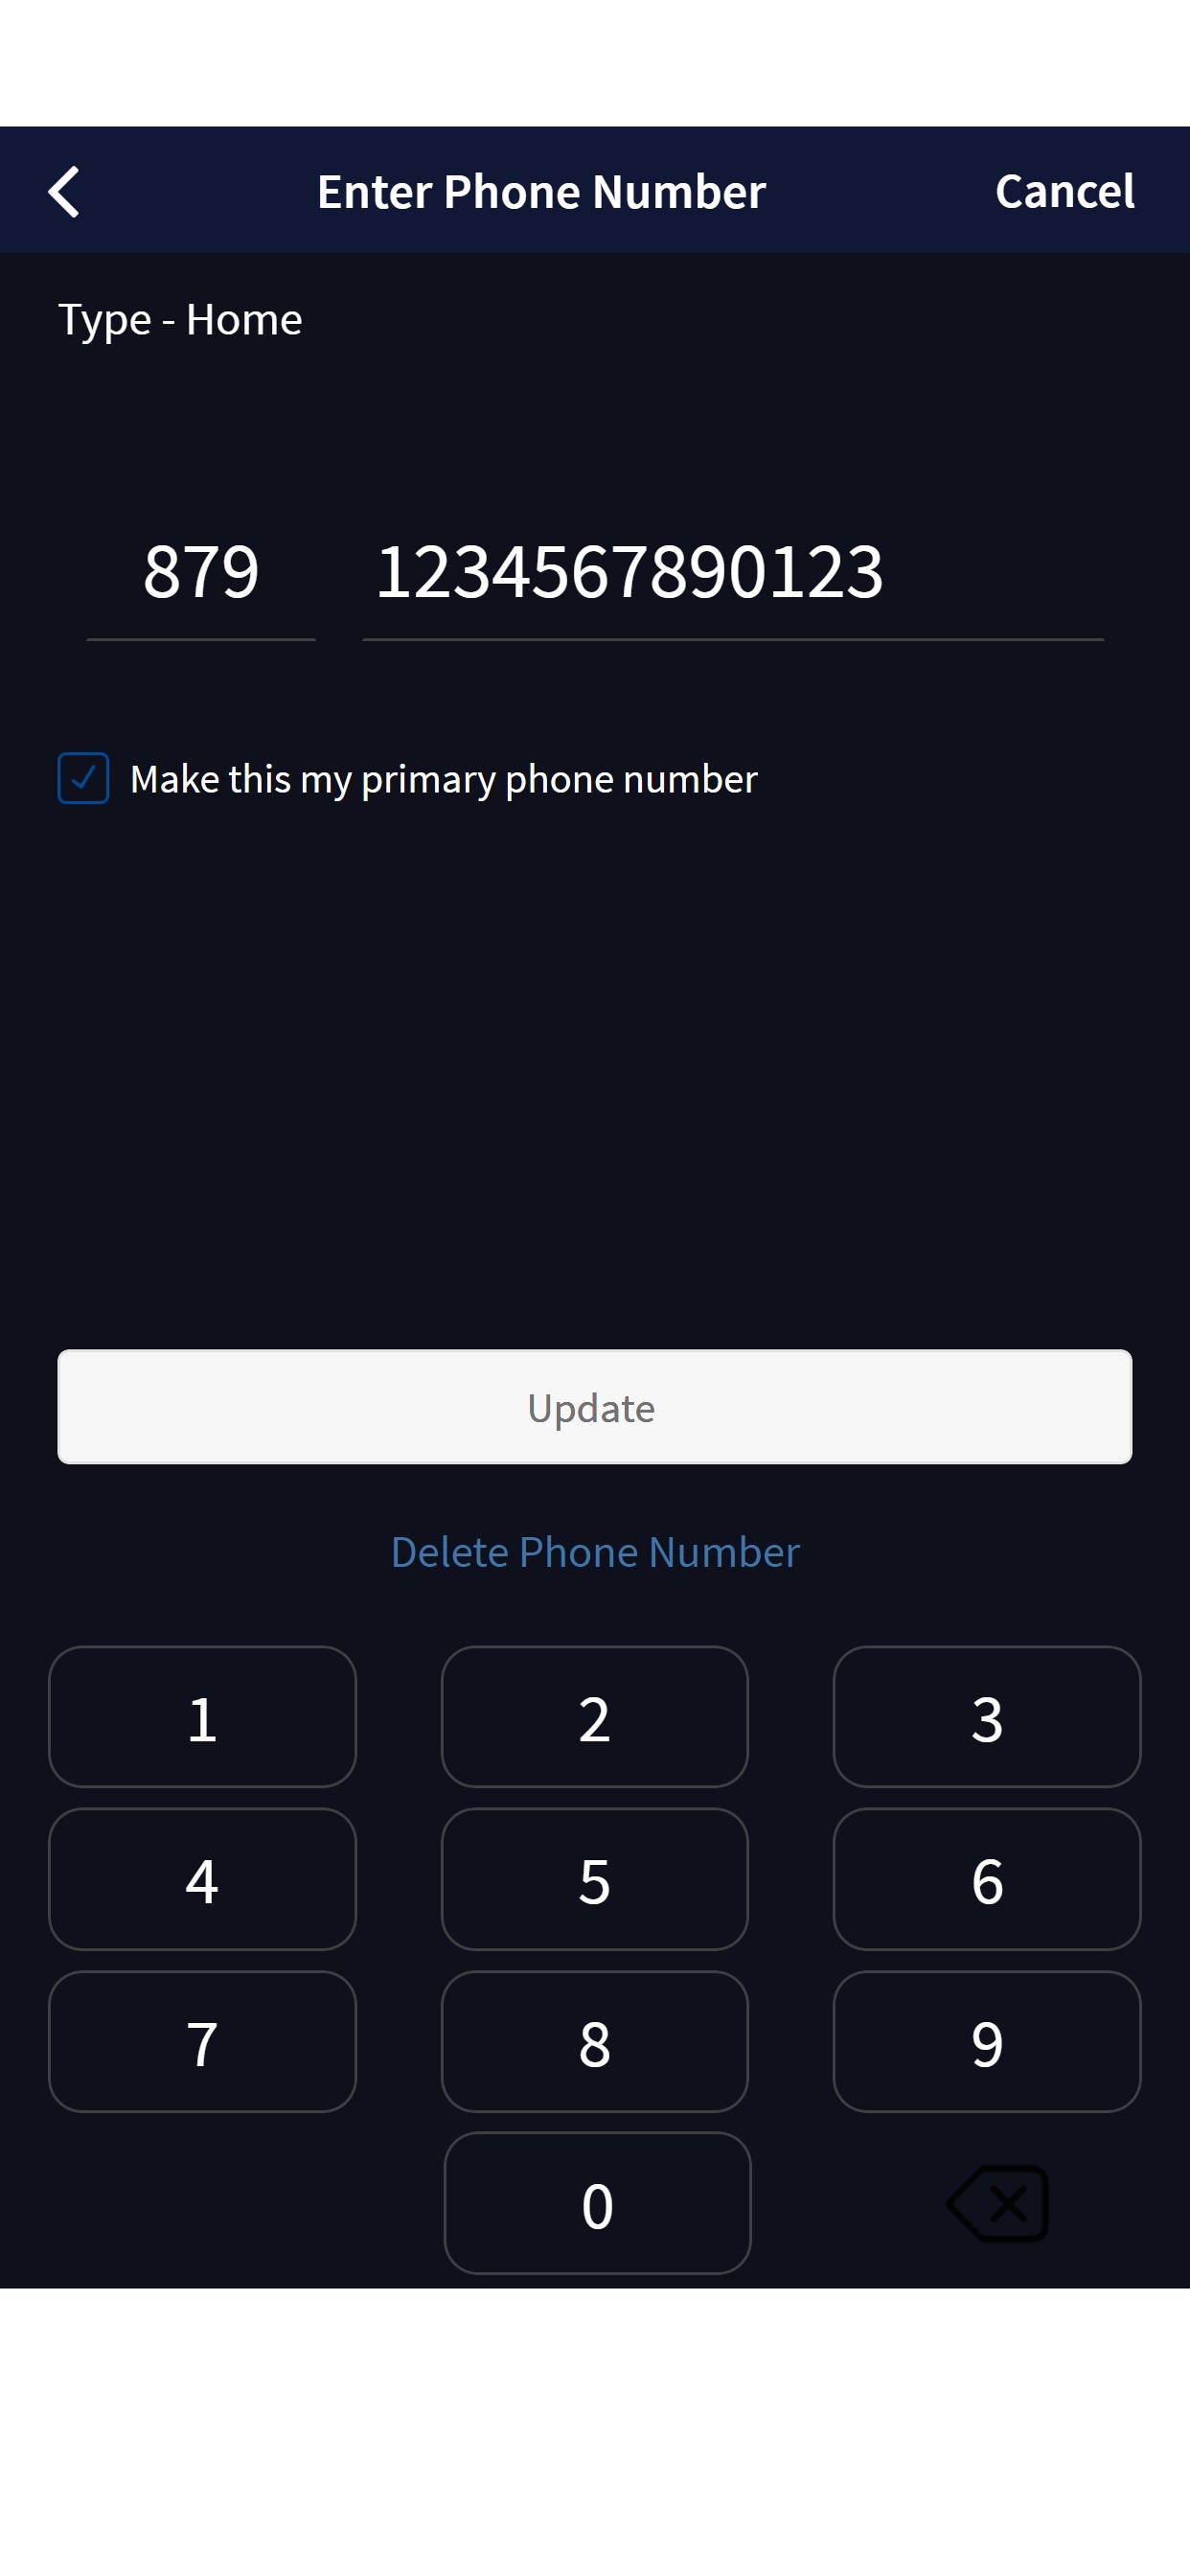 Enter Phone Number Cancel
Type - Home
879 1234567890123
Make this my primary phone number
Update
Delete Phone Number
1 2 3
4 5 6
7 8 9
0